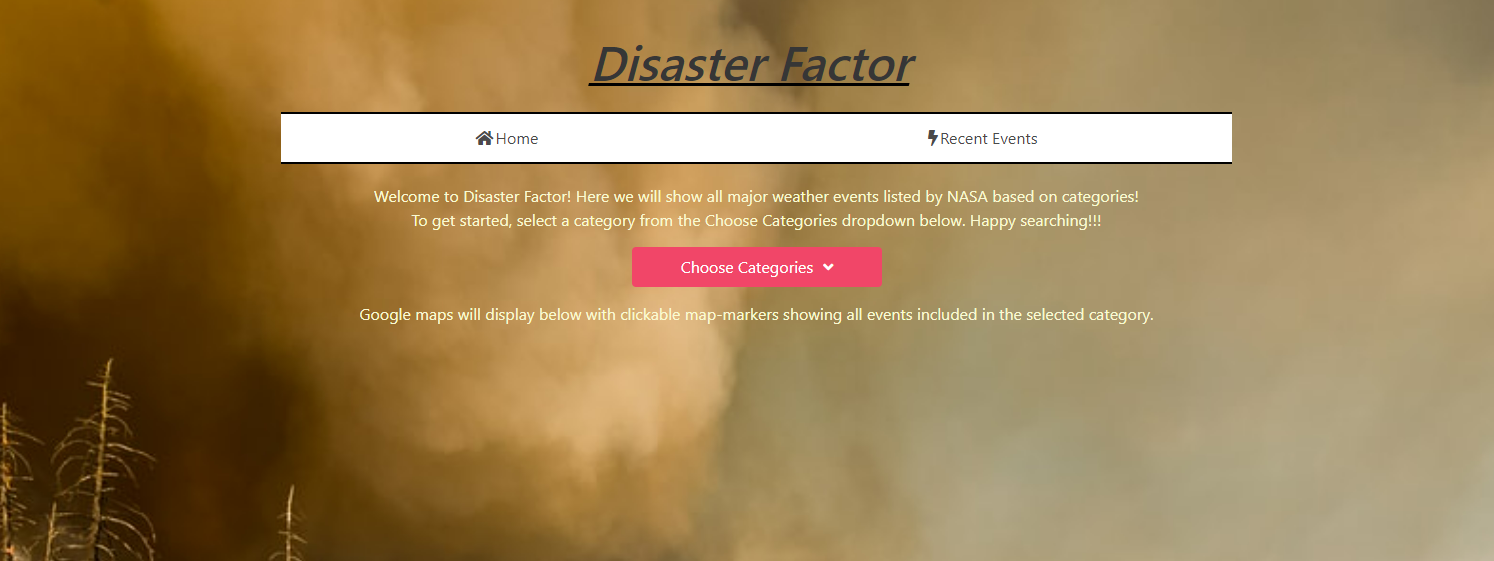 Disaster Factor
Home
Recent Events
Welcome to Disaster Factor! Here we will show all major weather events listed by NASA based on categories!
To get started, select a category from the Choose Categories dropdown below. Happy searching!!!
Choose Categories
Google maps will display below with clickable map-markers showing all events included in the selected category.